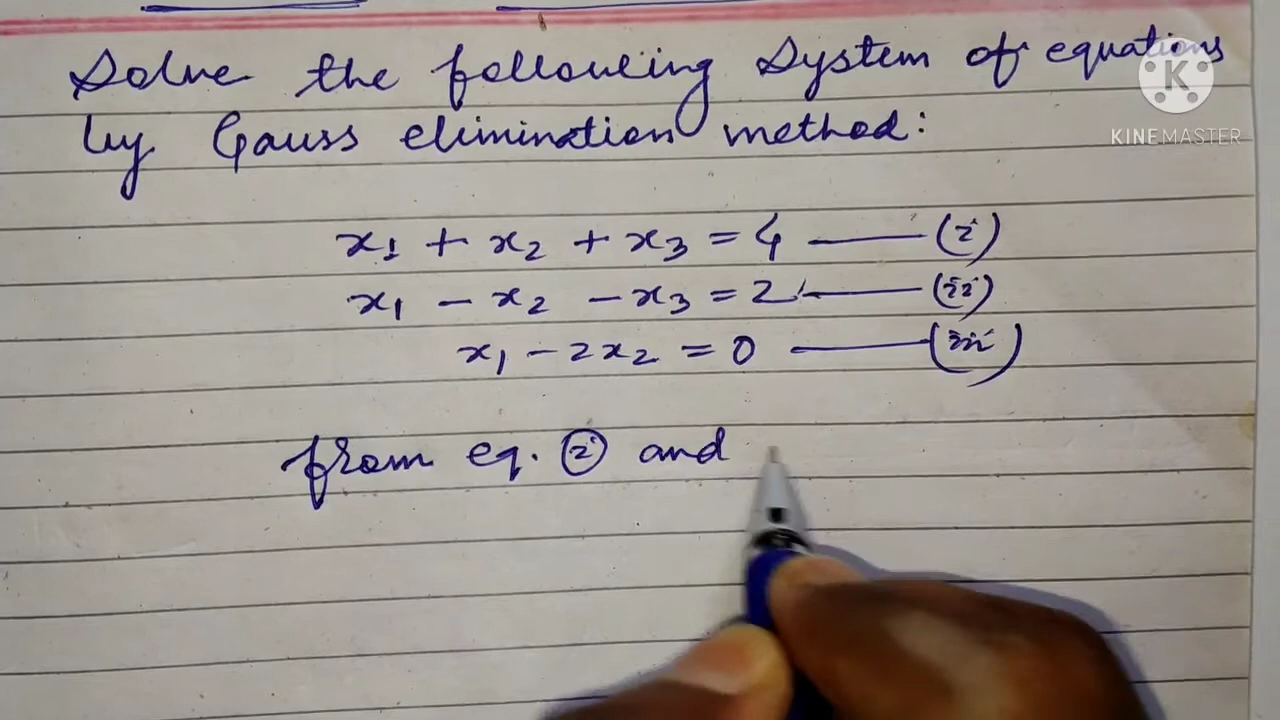 Solve the following System of equations
by Gauss elimination method:
x₁ + x₂ + x₃ = 4 —— (i)
x₁ - x₂ - x₃ = 2 —— (ii)
x₁ - 2x₂ = 0 —— (iii)
from eq. (i) and
K
KINEMASTER